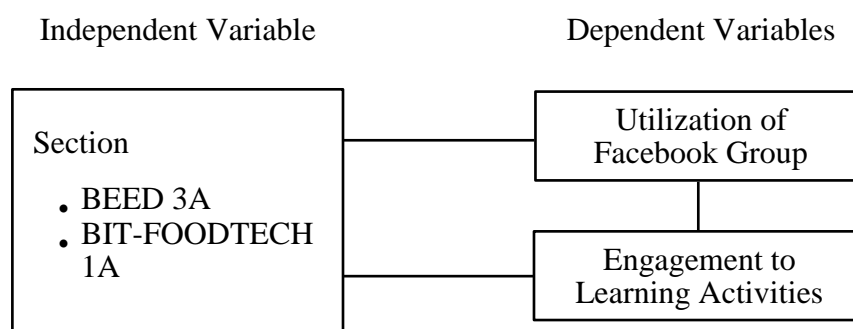 Independent Variable
Dependent Variables
Section
• BEED 3A
• BIT-FOODTECH
1A
Utilization of
Facebook Group
Engagement to
Learning Activities